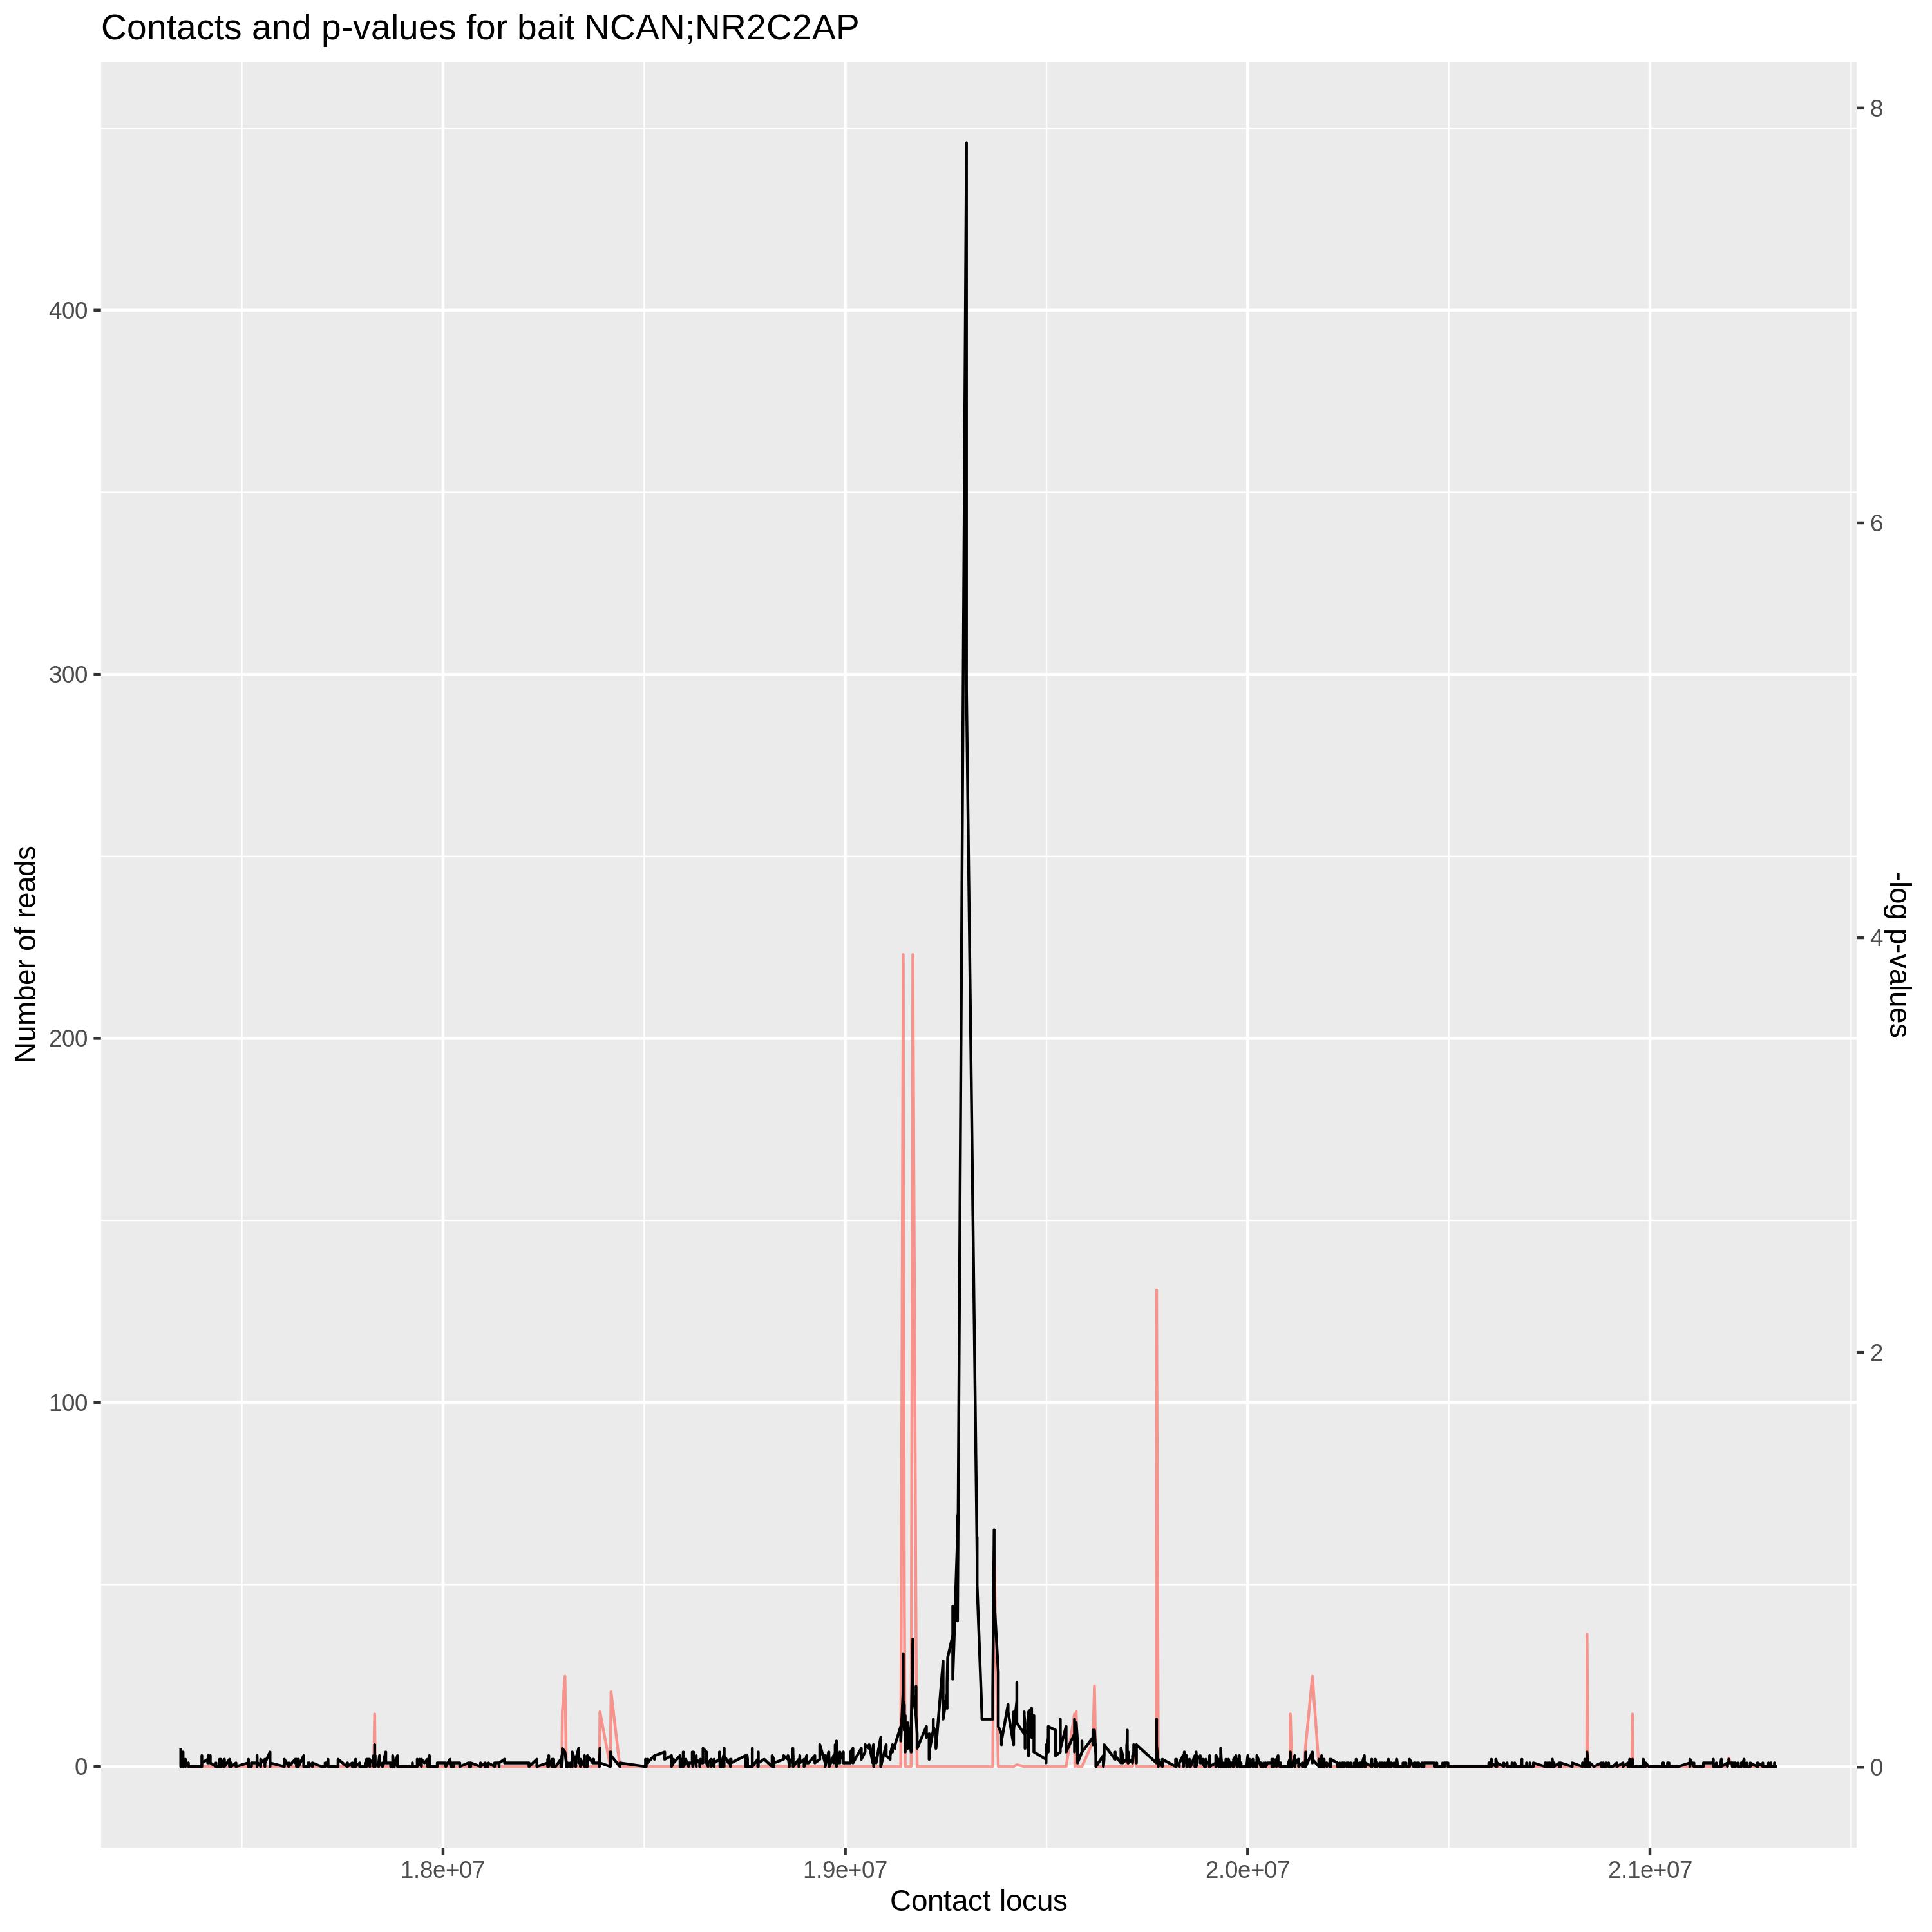 Contacts and p-values for bait NCAN;NR2C2AP
8
400
6
300
Number of reads
-log p-values
4
200
2
100
0
0
1.8e+07
1.9e+07
2.0e+07
2.1e+07
Contact locus